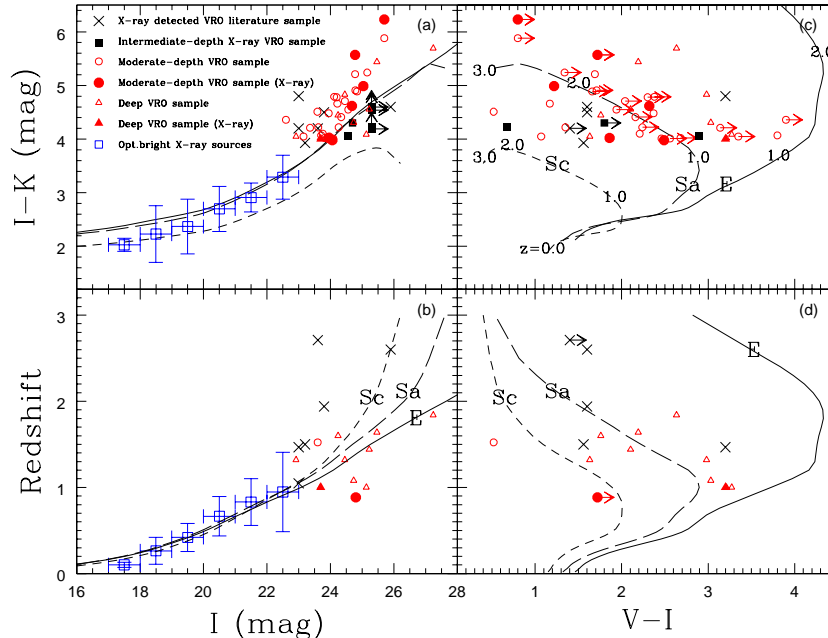 X-ray detected VRO literature sample
Intermediate-depth X-ray VRO sample
Moderate-depth VRO sample
Moderate-depth VRO sample (X-ray)
Deep VRO sample
Deep VRO sample (X-ray)
Opt.bright X-ray sources
(a)
6
5
4
3
2
I-K (mag)
(c)
2.0
3.0
2.0
3.0
2.0
Sc
1.0
1.0
1.0
Sa
E
z=0.0
(b)
3
2
1
0
Redshift
Sc
Sa
E
16
18
20
22
24
26
28
I (mag)
(d)
E
Sc
Sa
1
2
3
4
V-I